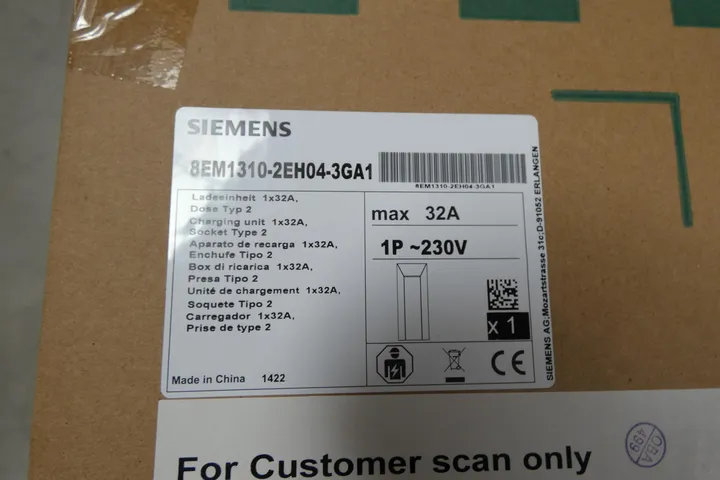 SIEMENS
8EM1310-2EH04-3GA1
8EM1310-2EH04-3GA1
Ladeeinheit 1x32A,
Dose Typ 2
Charging unit 1x32A,
Socket Type 2
Aparato de recarga 1x32A,
Enchufe Tipo 2
Box di ricarica 1x32A,
Presa Tipo 2
Unité de chargement 1x32A,
Soquete Tipo 2
Carregador 1x32A,
Prise de type 2
max 32A
1P ~230V
x 1
CE
Made in China 1422
SIEMENS AG,Mozartstrasse 31c;D-91052 ERLANGEN
For Customer scan only
OBA
499